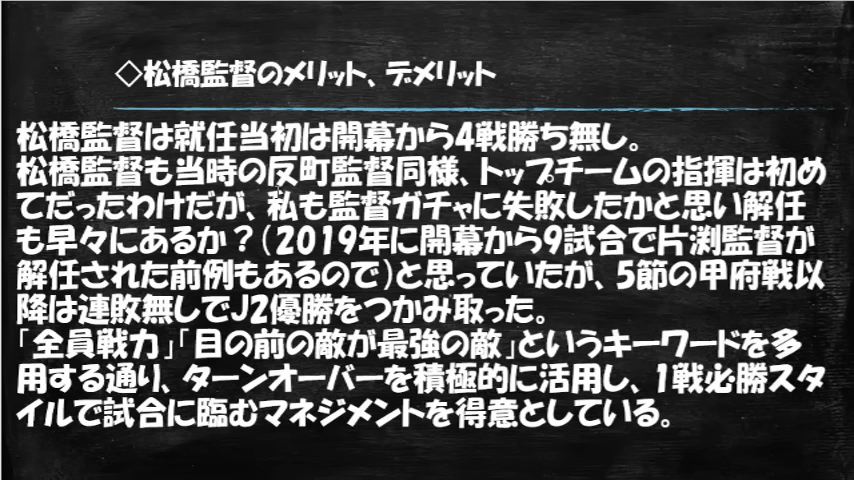 ◇松橋監督のメリット、デメリット
松橋監督は就任当初は開幕から4戦勝ち無し。
松橋監督も当時の反町監督同様、トップチームの指揮は初め
てだったわけだが、私も監督ガチャに失敗したかと思い解任
も早々にあるか？（2019年に開幕から9試合で片渕監督が
解任された前例もあるので）と思っていたが、5節の甲府戦以
降は連敗無しでJ2優勝をつかみ取った。
「全員戦力」「目の前の敵が最強の敵」というキーワードを多
用する通り、ターンオーバーを積極的に活用し、1戦必勝スタ
イルで試合に臨むマネジメントを得意としている。